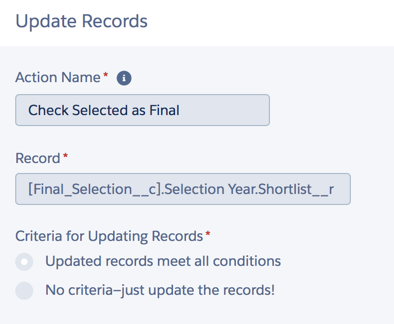 Update Records
Action Name*
Check Selected as Final
Record*
[Final_Selection__c].Selection Year.Shortlist__r
Criteria for Updating Records*
Updated records meet all conditions
No criteria–just update the records!